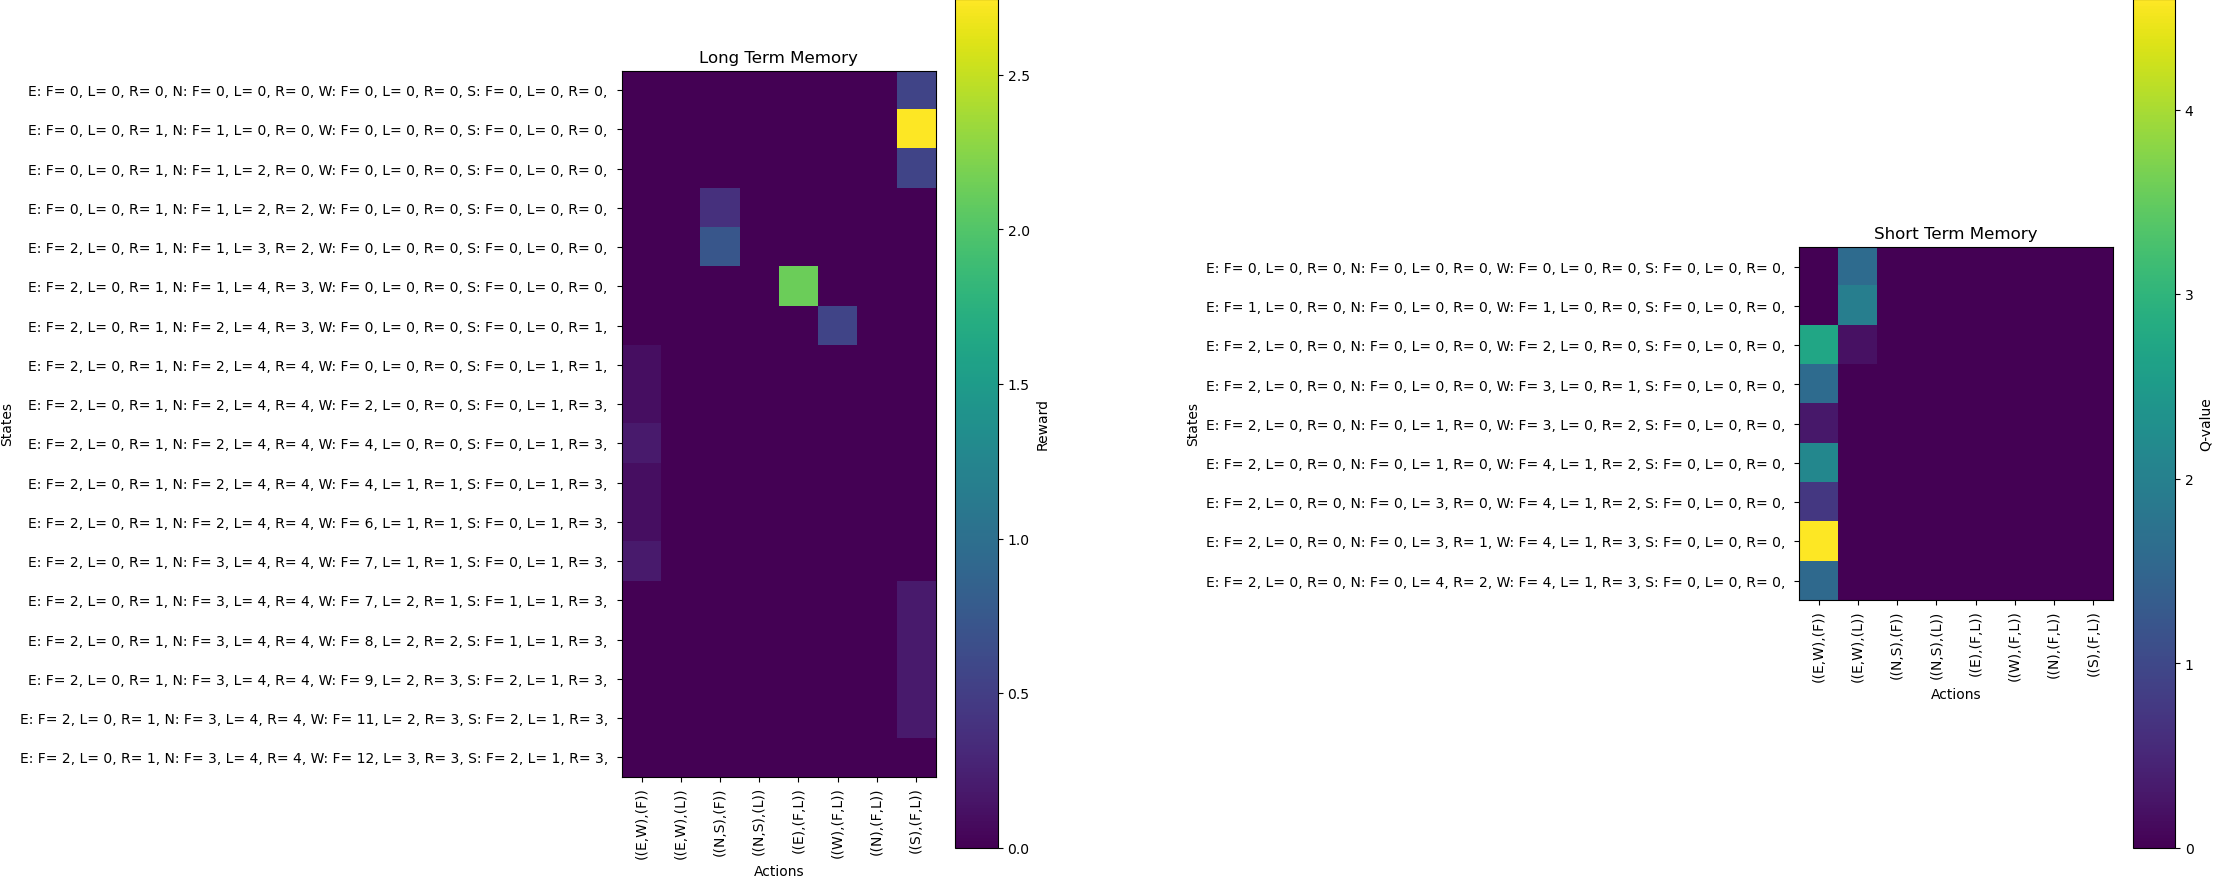 Long Term Memory
E: F= 0, L= 0, R= 0, N: F= 0, L= 0, R= 0, W: F= 0, L= 0, R= 0, S: F= 0, L= 0, R= 0,
E: F= 0, L= 0, R= 1, N: F= 1, L= 0, R= 0, W: F= 0, L= 0, R= 0, S: F= 0, L= 0, R= 0,
E: F= 0, L= 0, R= 1, N: F= 1, L= 2, R= 0, W: F= 0, L= 0, R= 0, S: F= 0, L= 0, R= 0,
E: F= 0, L= 0, R= 1, N: F= 1, L= 2, R= 2, W: F= 0, L= 0, R= 0, S: F= 0, L= 0, R= 0,
E: F= 2, L= 0, R= 1, N: F= 1, L= 3, R= 2, W: F= 0, L= 0, R= 0, S: F= 0, L= 0, R= 0,
E: F= 2, L= 0, R= 1, N: F= 1, L= 4, R= 3, W: F= 0, L= 0, R= 0, S: F= 0, L= 0, R= 0,
E: F= 2, L= 0, R= 1, N: F= 2, L= 4, R= 3, W: F= 0, L= 0, R= 0, S: F= 0, L= 0, R= 1,
E: F= 2, L= 0, R= 1, N: F= 2, L= 4, R= 4, W: F= 0, L= 0, R= 0, S: F= 0, L= 1, R= 1,
E: F= 2, L= 0, R= 1, N: F= 2, L= 4, R= 4, W: F= 2, L= 0, R= 0, S: F= 0, L= 1, R= 3,
E: F= 2, L= 0, R= 1, N: F= 2, L= 4, R= 4, W: F= 4, L= 0, R= 0, S: F= 0, L= 1, R= 3,
E: F= 2, L= 0, R= 1, N: F= 2, L= 4, R= 4, W: F= 4, L= 1, R= 1, S: F= 0, L= 1, R= 3,
E: F= 2, L= 0, R= 1, N: F= 2, L= 4, R= 4, W: F= 6, L= 1, R= 1, S: F= 0, L= 1, R= 3,
E: F= 2, L= 0, R= 1, N: F= 3, L= 4, R= 4, W: F= 7, L= 1, R= 1, S: F= 0, L= 1, R= 3,
E: F= 2, L= 0, R= 1, N: F= 3, L= 4, R= 4, W: F= 7, L= 2, R= 1, S: F= 1, L= 1, R= 3,
E: F= 2, L= 0, R= 1, N: F= 3, L= 4, R= 4, W: F= 8, L= 2, R= 2, S: F= 1, L= 1, R= 3,
E: F= 2, L= 0, R= 1, N: F= 3, L= 4, R= 4, W: F= 9, L= 2, R= 3, S: F= 2, L= 1, R= 3,
E: F= 2, L= 0, R= 1, N: F= 3, L= 4, R= 4, W: F= 11, L= 2, R= 3, S: F= 2, L= 1, R= 3,
E: F= 2, L= 0, R= 1, N: F= 3, L= 4, R= 4, W: F= 12, L= 3, R= 3, S: F= 2, L= 1, R= 3,
States
((E,W),(F))
((E,W),(L))
((N,S),(F))
((N,S),(L))
((E),(F,L))
((W),(F,L))
((N),(F,L))
((S),(F,L))
Actions
2.5
2.0
1.5
1.0
0.5
0.0
Reward
Short Term Memory
E: F= 0, L= 0, R= 0, N: F= 0, L= 0, R= 0, W: F= 0, L= 0, R= 0, S: F= 0, L= 0, R= 0,
E: F= 1, L= 0, R= 0, N: F= 0, L= 0, R= 0, W: F= 1, L= 0, R= 0, S: F= 0, L= 0, R= 0,
E: F= 2, L= 0, R= 0, N: F= 0, L= 0, R= 0, W: F= 2, L= 0, R= 0, S: F= 0, L= 0, R= 0,
E: F= 2, L= 0, R= 0, N: F= 0, L= 0, R= 0, W: F= 3, L= 0, R= 1, S: F= 0, L= 0, R= 0,
E: F= 2, L= 0, R= 0, N: F= 0, L= 1, R= 0, W: F= 3, L= 0, R= 2, S: F= 0, L= 0, R= 0,
E: F= 2, L= 0, R= 0, N: F= 0, L= 1, R= 0, W: F= 4, L= 1, R= 2, S: F= 0, L= 0, R= 0,
E: F= 2, L= 0, R= 0, N: F= 0, L= 3, R= 0, W: F= 4, L= 1, R= 2, S: F= 0, L= 0, R= 0,
E: F= 2, L= 0, R= 0, N: F= 0, L= 3, R= 1, W: F= 4, L= 1, R= 3, S: F= 0, L= 0, R= 0,
E: F= 2, L= 0, R= 0, N: F= 0, L= 4, R= 2, W: F= 4, L= 1, R= 3, S: F= 0, L= 0, R= 0,
States
((E,W),(F))
((E,W),(L))
((N,S),(F))
((N,S),(L))
((E),(F,L))
((W),(F,L))
((N),(F,L))
((S),(F,L))
Actions
4
3
2
1
0
Q-value